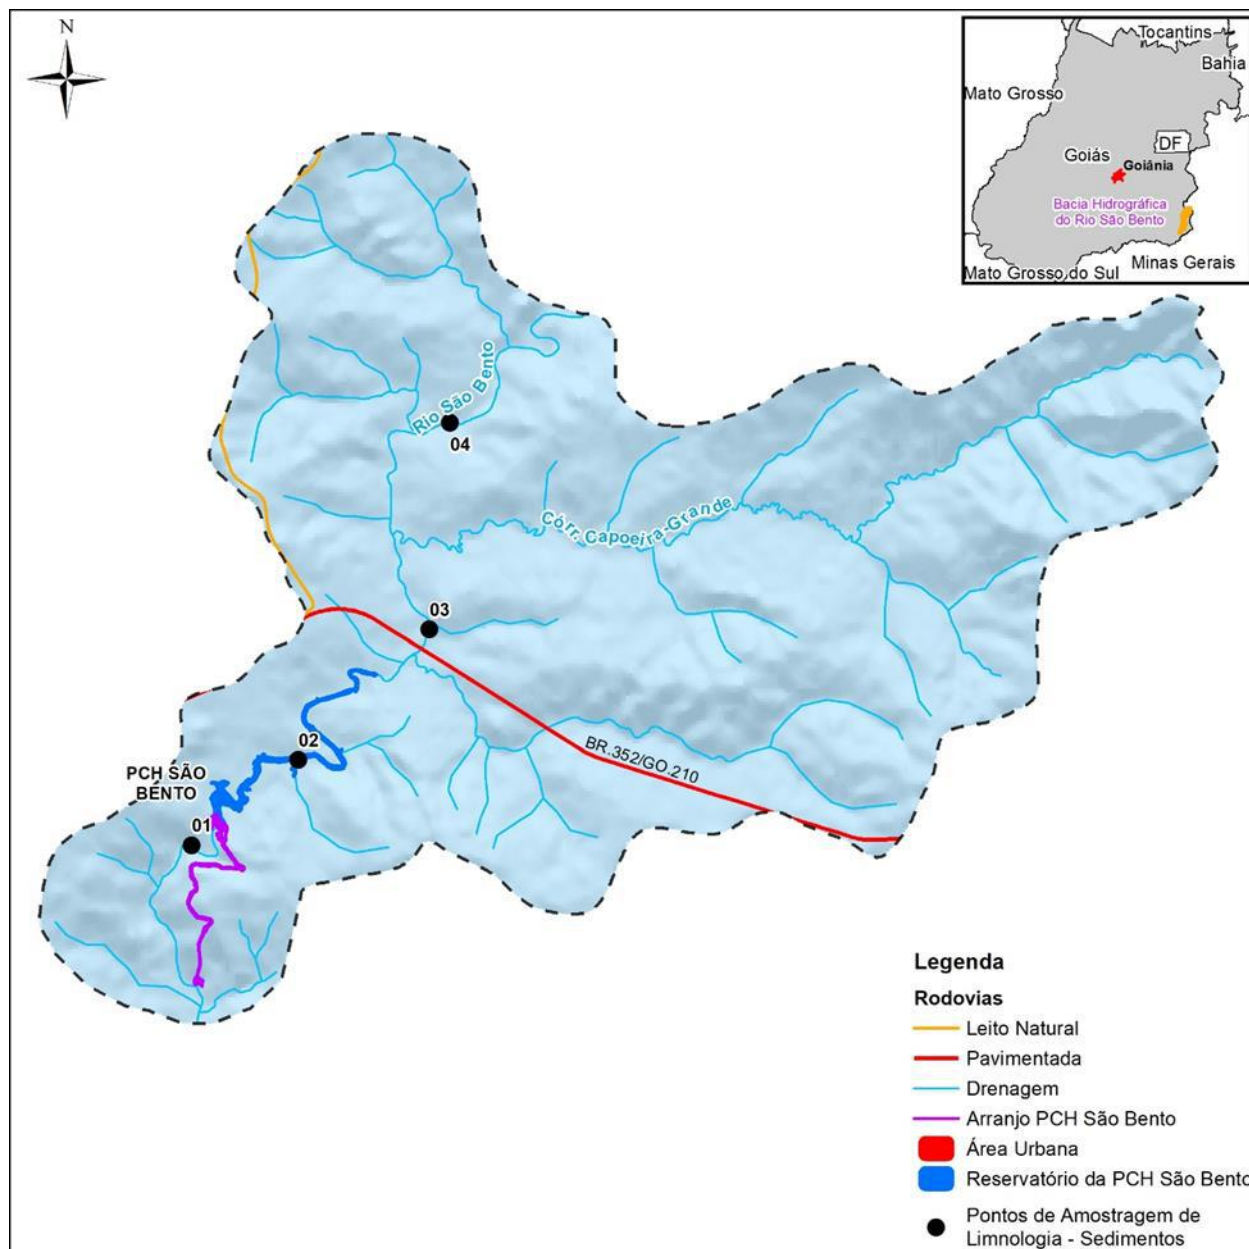 N
Tocantins
Bahia
Mato Grosso
DF
Goiás
Goiânia
Bacia Hidrográfica
do Rio São Bento
Minas Gerais
Mato Grosso do Sul
Rio São Bento
04
Córr. Capoeira-Grande
03
02
BR.352/GO.210
PCH SÃO
BENTO
01
Legenda
Rodovias
Leito Natural
Pavimentada
Drenagem
Arranjo PCH São Bento
Área Urbana
Reservatório da PCH São Bento
Pontos de Amostragem de
Limnologia - Sedimentos